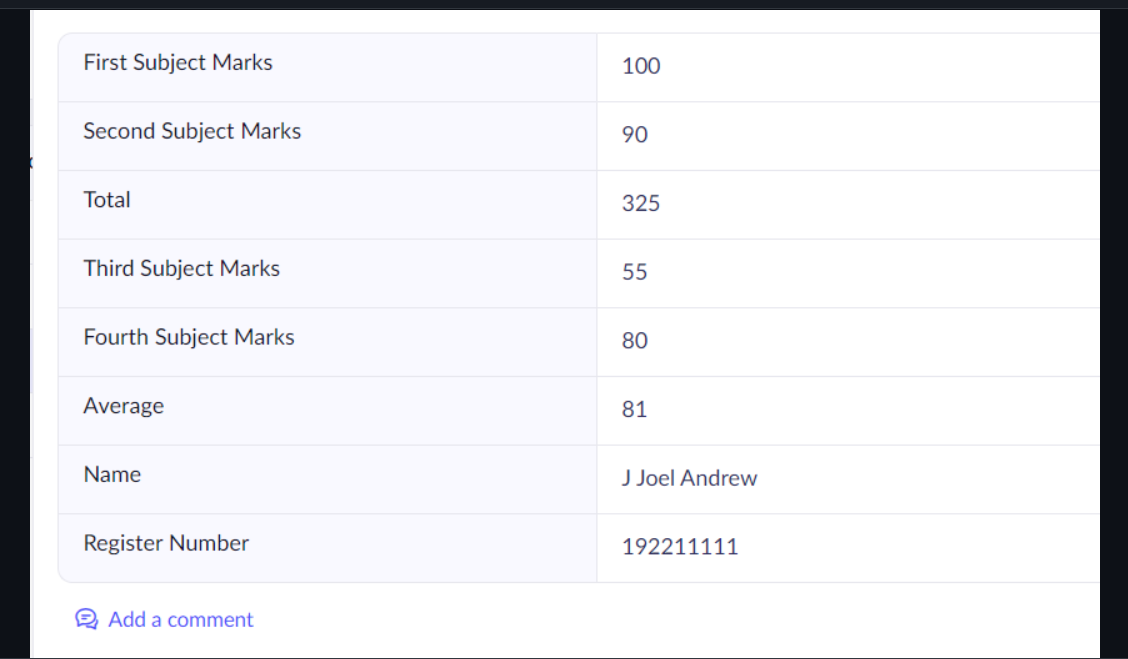 First Subject Marks 100
Second Subject Marks 90
Total 325
Third Subject Marks 55
Fourth Subject Marks 80
Average 81
Name J Joel Andrew
Register Number 192211111
Add a comment